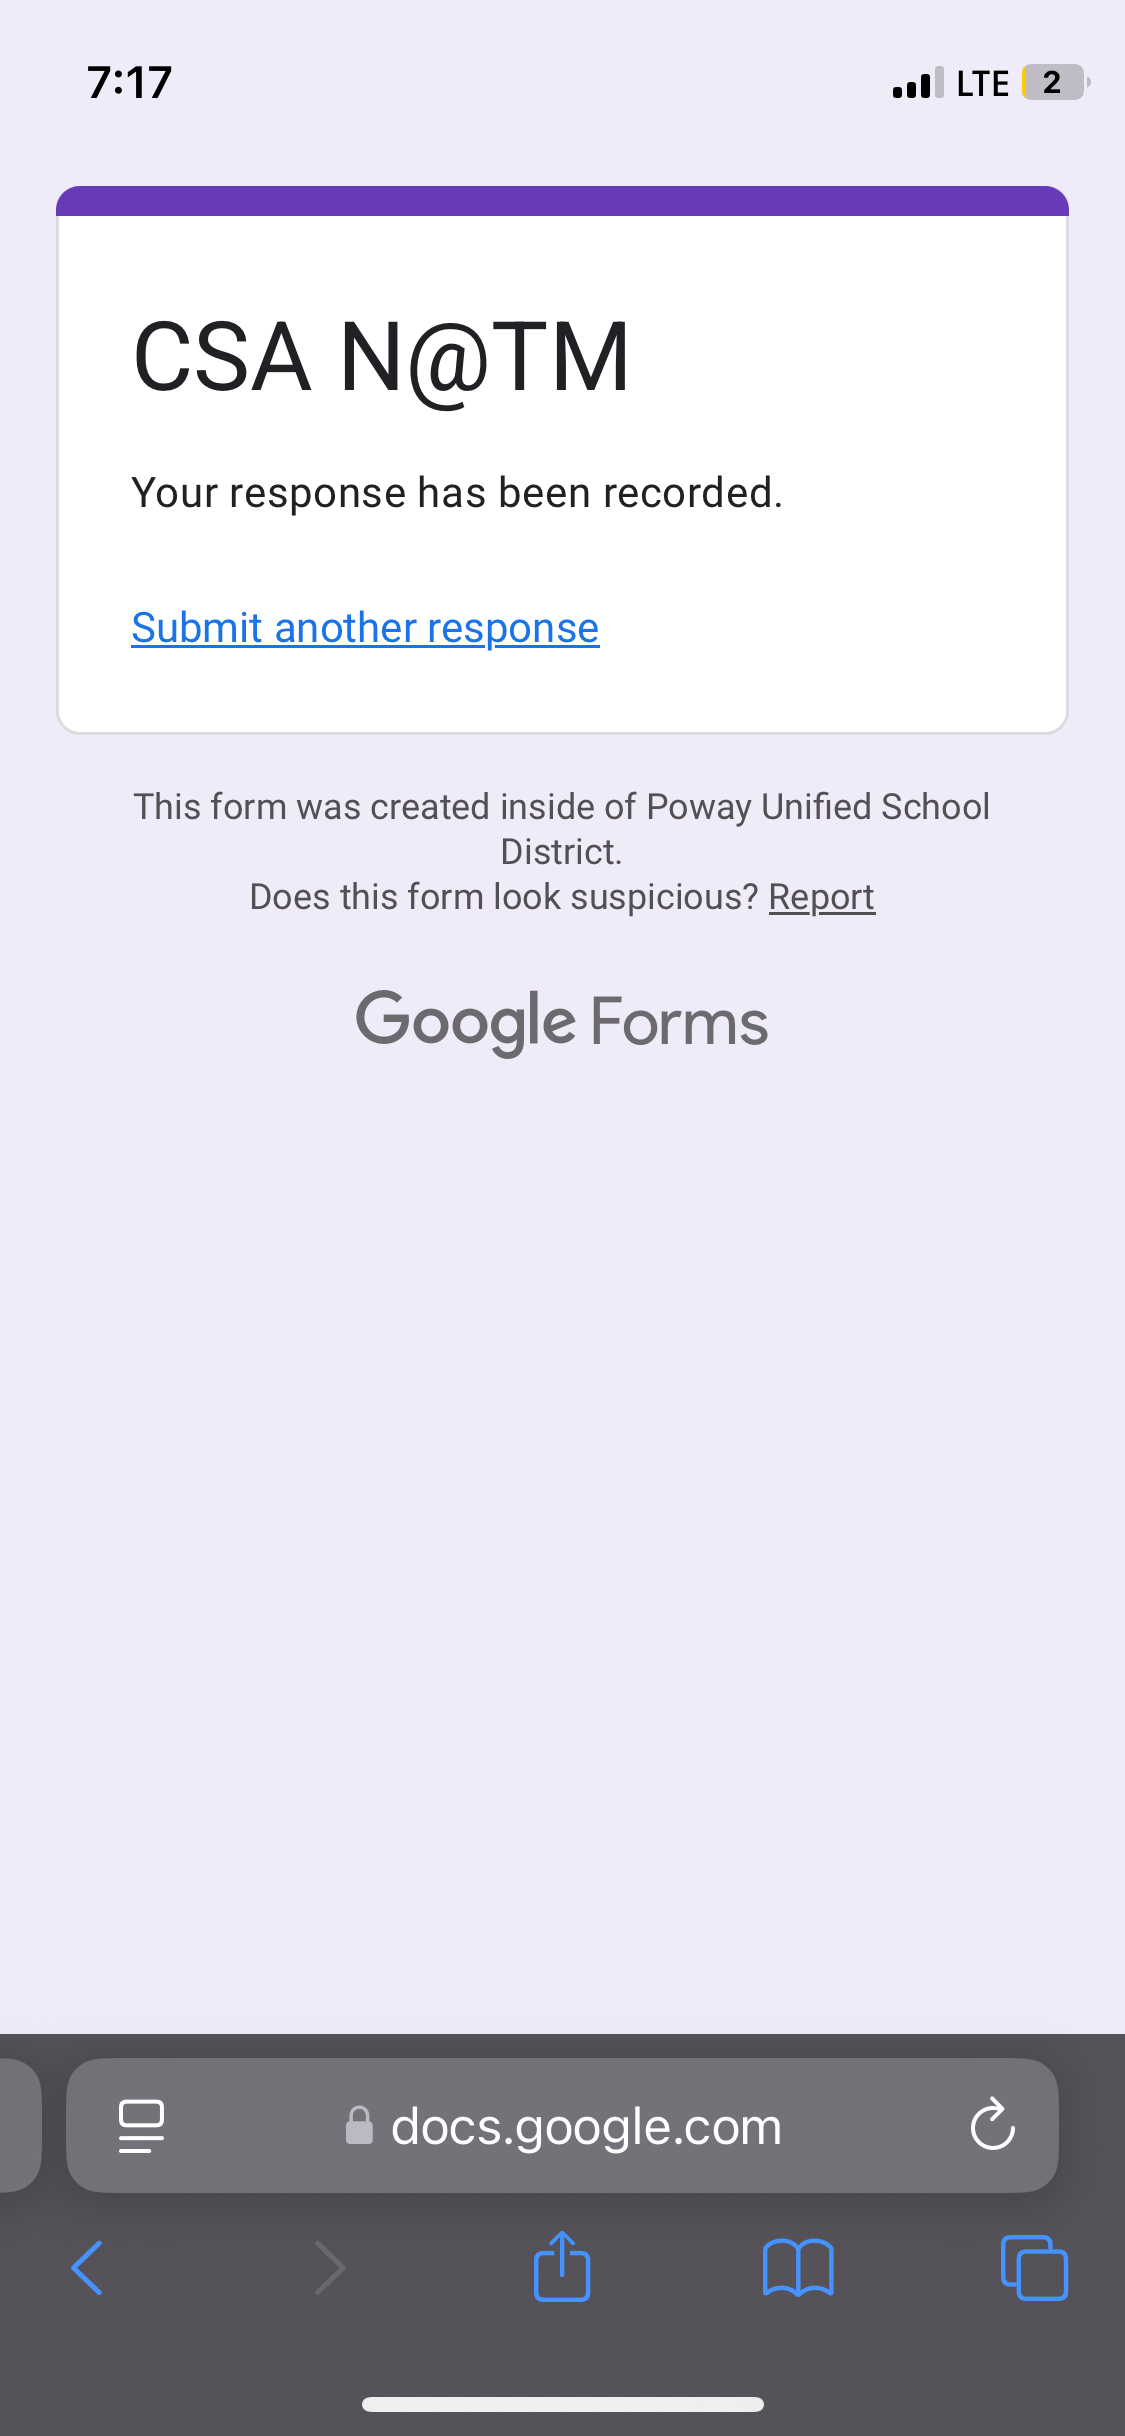 7:17
LTE 2
CSA N@TM
Your response has been recorded.
Submit another response
This form was created inside of Poway Unified School
District.
Does this form look suspicious? Report
Google Forms
docs.google.com